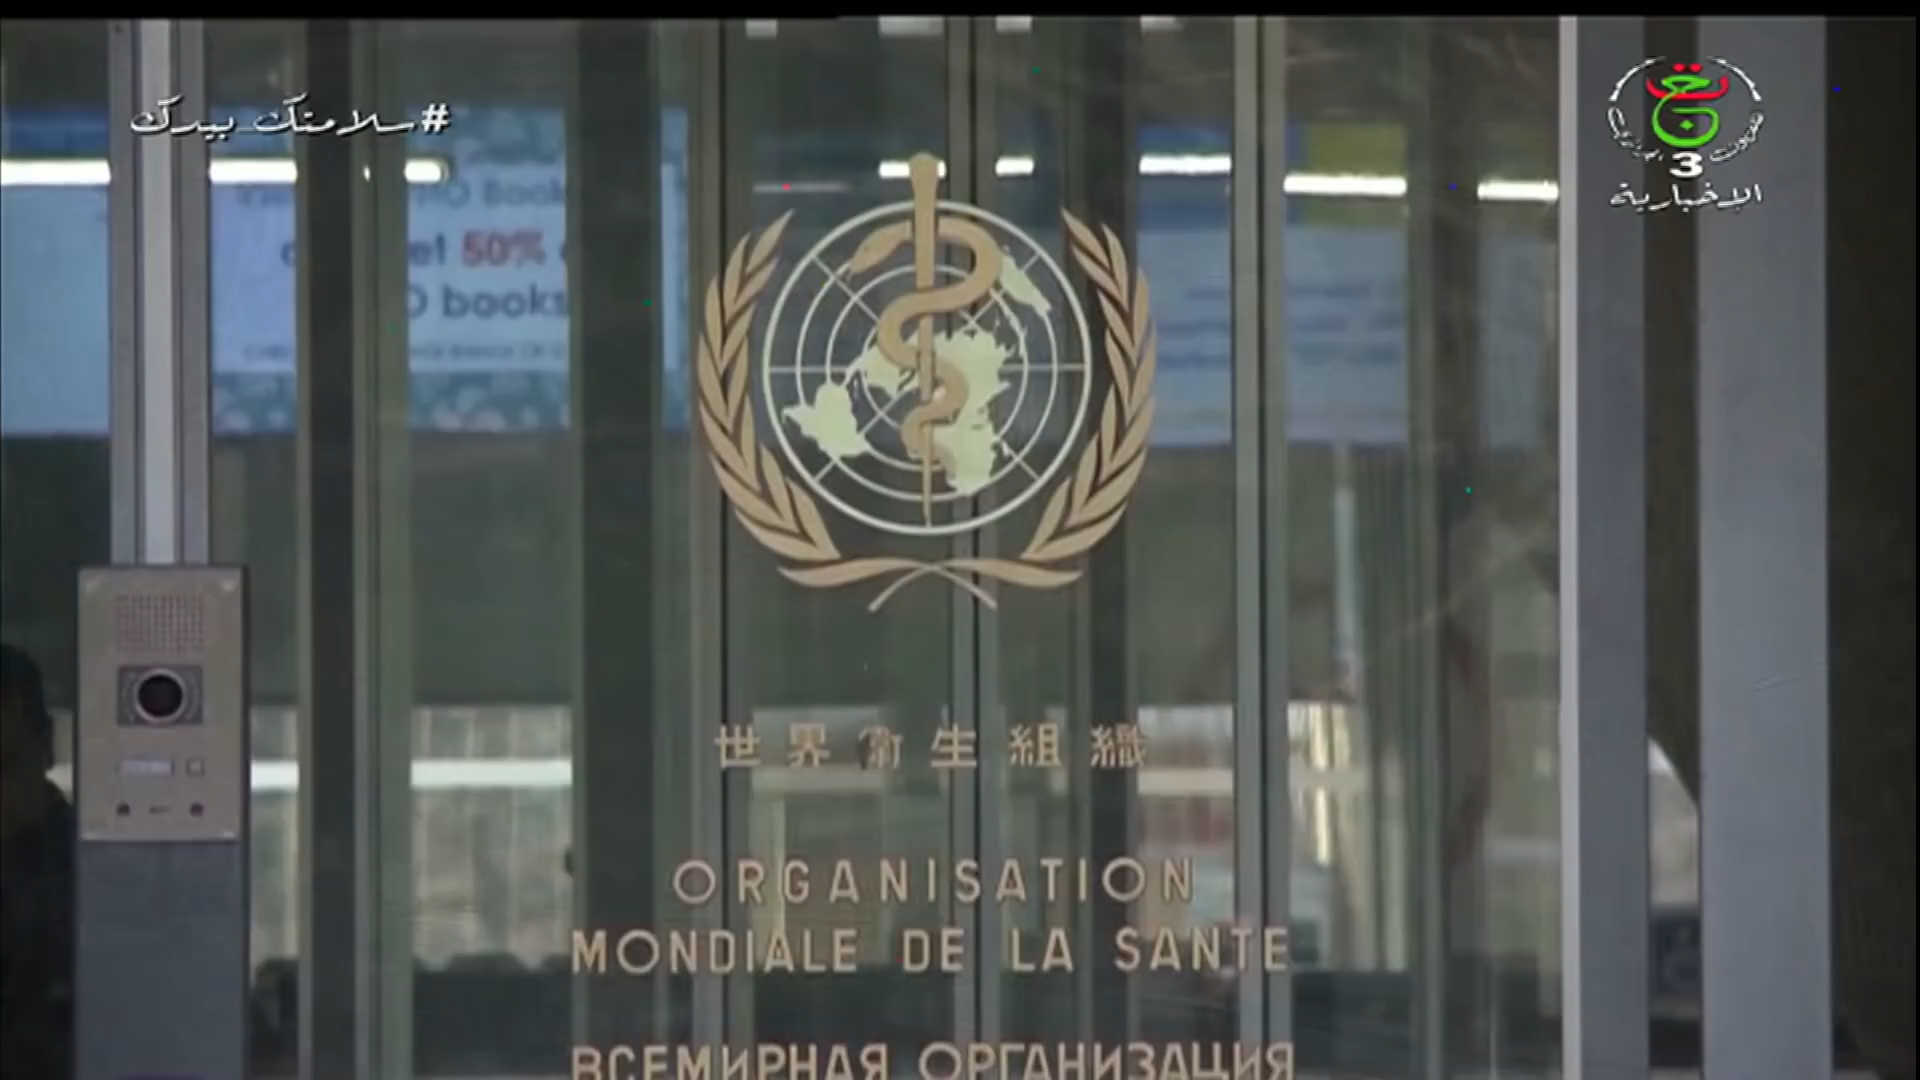 #سلامتك بيدك
3
الإخبارية
50%
books
世界衛生組織
ORGANISATION
MONDIALE DE LA SANTE
ВСЕМИРНАЯ ОРГАНИЗАЦИЯ